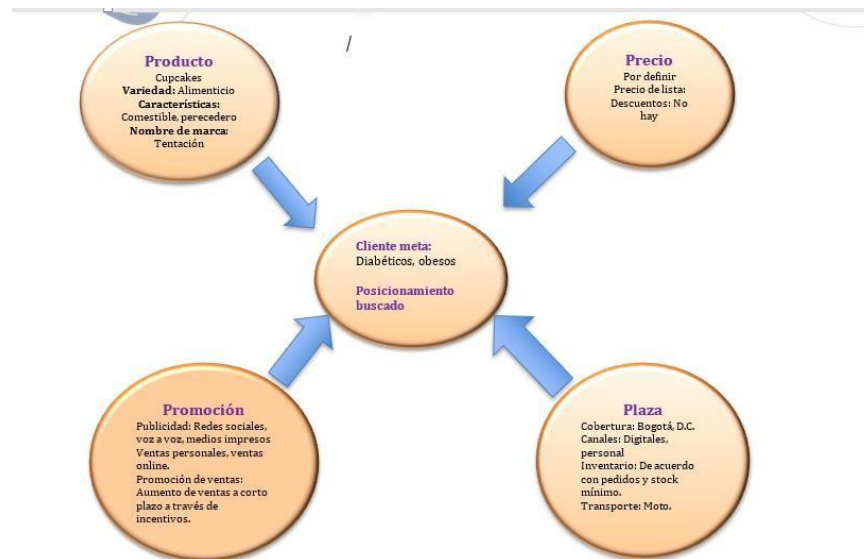 Producto
Cupcakes
Variedad: Alimenticio
Características:
Comestible, perecedero
Nombre de marca:
Tentación
/
Precio
Por definir
Precio de lista:
Descuentos: No
hay
Cliente meta:
Diabéticos, obesos
Posicionamiento
buscado
Promoción
Publicidad: Redes sociales,
voz a voz, medios impresos
Ventas personales, ventas
online.
Promoción de ventas:
Aumento de ventas a corto
plazo a través de
incentivos.
Plaza
Cobertura: Bogotá, D.C.
Canales: Digitales,
personal
Inventario: De acuerdo
con pedidos y stock
mínimo.
Transporte: Moto.